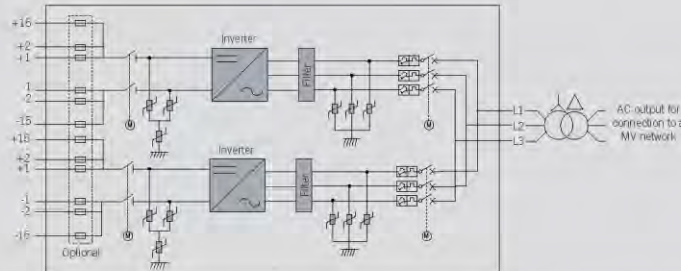 +16
+2
+1
-1
-2
-16
+16
+2
+1
-1
-2
-16
Optional
M
M
Inverter
Filter
M
Inverter
Filter
M
L1
L2
L3
AC output for
connection to a
MV network